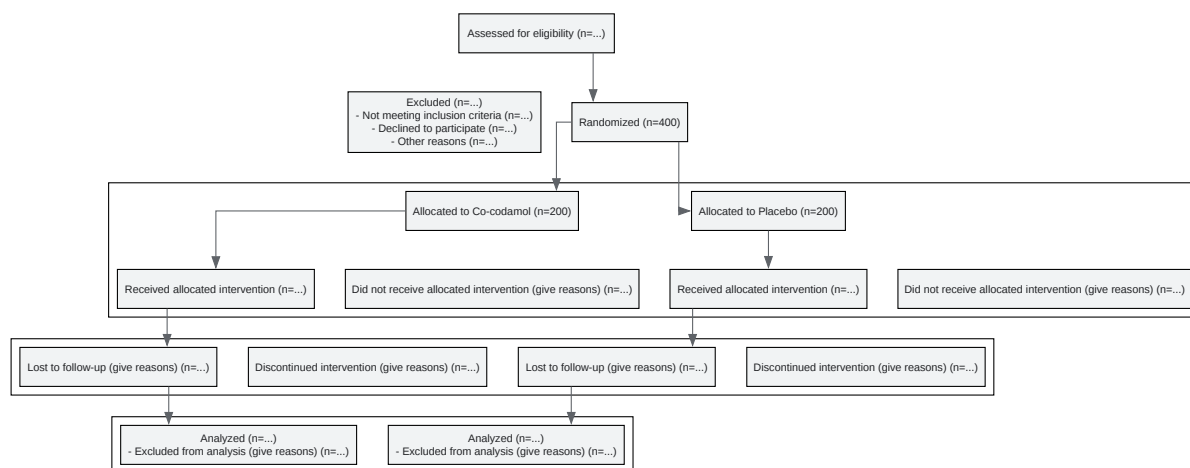 Assessed for eligibility (n=...)
Excluded (n=...)
- Not meeting inclusion criteria (n=...)
- Declined to participate (n=...)
- Other reasons (n=...)
Randomized (n=400)
Allocated to Co-codamol (n=200)
Allocated to Placebo (n=200)
Received allocated intervention (n=...)
Did not receive allocated intervention (give reasons) (n=...)
Received allocated intervention (n=...)
Did not receive allocated intervention (give reasons) (n=...)
Lost to follow-up (give reasons) (n=...)
Discontinued intervention (give reasons) (n=...)
Lost to follow-up (give reasons) (n=...)
Discontinued intervention (give reasons) (n=...)
Analyzed (n=...)
- Excluded from analysis (give reasons) (n=...)
Analyzed (n=...)
- Excluded from analysis (give reasons) (n=...)